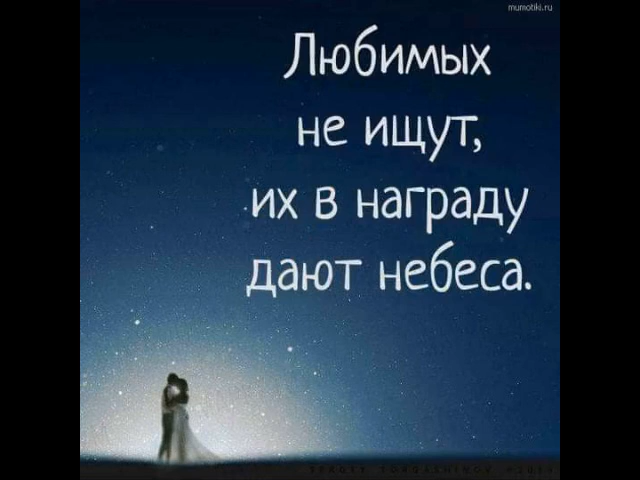 mumotiki.ru
Любимых
не ищут,
их в награду
дают небеса.